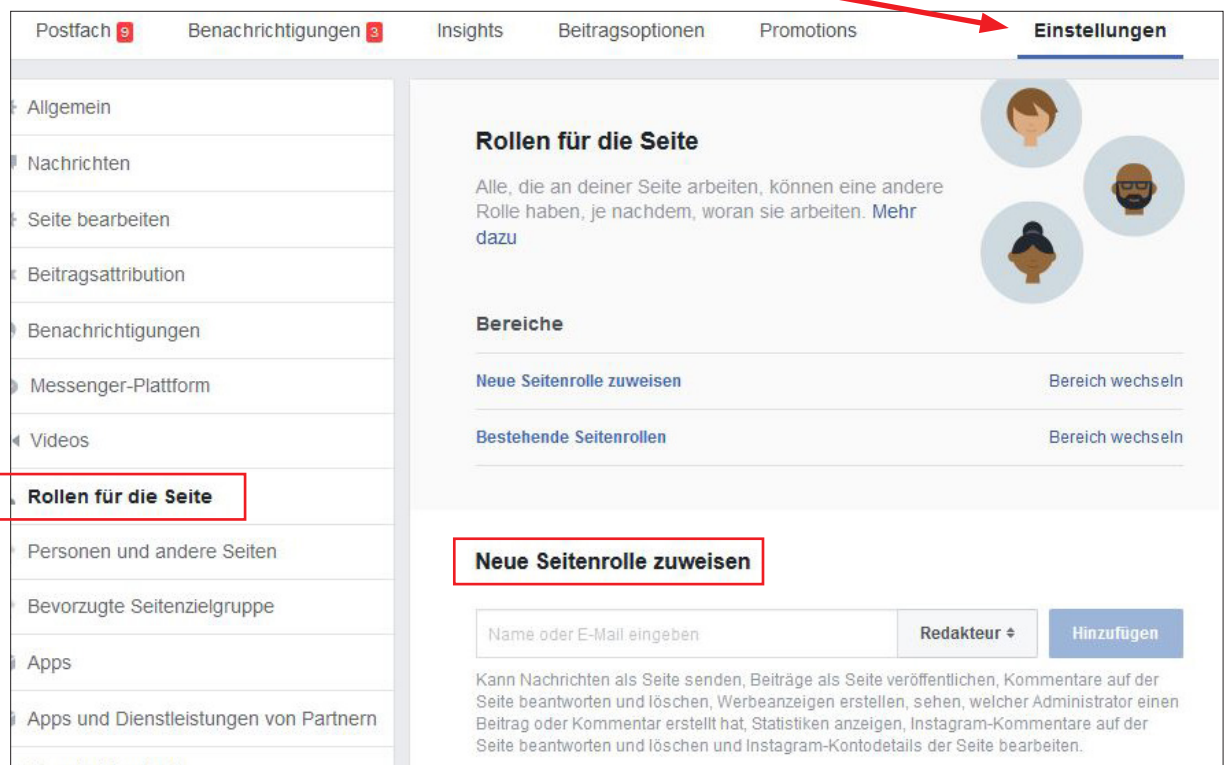 Postfach 9 Benachrichtigungen 3 Insights Beitragsoptionen Promotions Einstellungen
Allgemein
Nachrichten
Seite bearbeiten
Beitragsattribution
Benachrichtigungen
Messenger-Plattform
Videos
Rollen für die Seite
Personen und andere Seiten
Bevorzugte Seitenzielgruppe
Apps
Apps und Dienstleistungen von Partnern
Rollen für die Seite
Alle, die an deiner Seite arbeiten, können eine andere
Rolle haben, je nachdem, woran sie arbeiten. Mehr
dazu
Bereiche
Neue Seitenrolle zuweisen Bereich wechseln
Bestehende Seitenrollen Bereich wechseln
Neue Seitenrolle zuweisen
Name oder E-Mail eingeben Redakteur Hinzufügen
Kann Nachrichten als Seite senden, Beiträge als Seite veröffentlichen, Kommentare auf der
Seite beantworten und löschen, Werbeanzeigen erstellen, sehen, welcher Administrator einen
Beitrag oder Kommentar erstellt hat, Statistiken anzeigen, Instagram-Kommentare auf der
Seite beantworten und löschen und Instagram-Kontodetails der Seite bearbeiten.